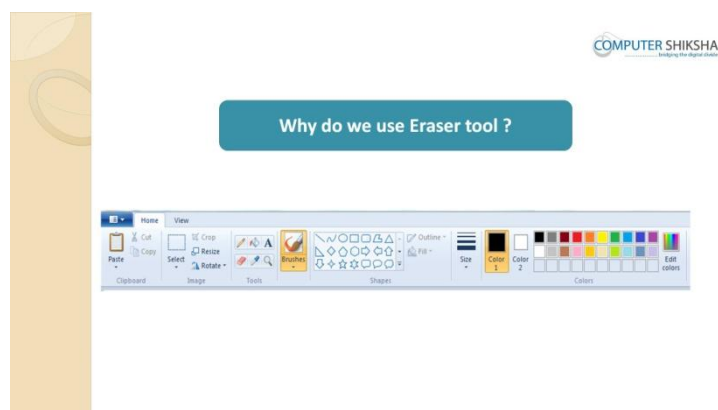 COMPUTER SHIKSHA
bridging the digital divide
Why do we use Eraser tool ?
Home View
Cut Crop Outline
Copy Resize Fill
Paste Select Rotate A Brushes Size Color 1 Color 2 Edit colors
Clipboard Image Tools Shapes Colors